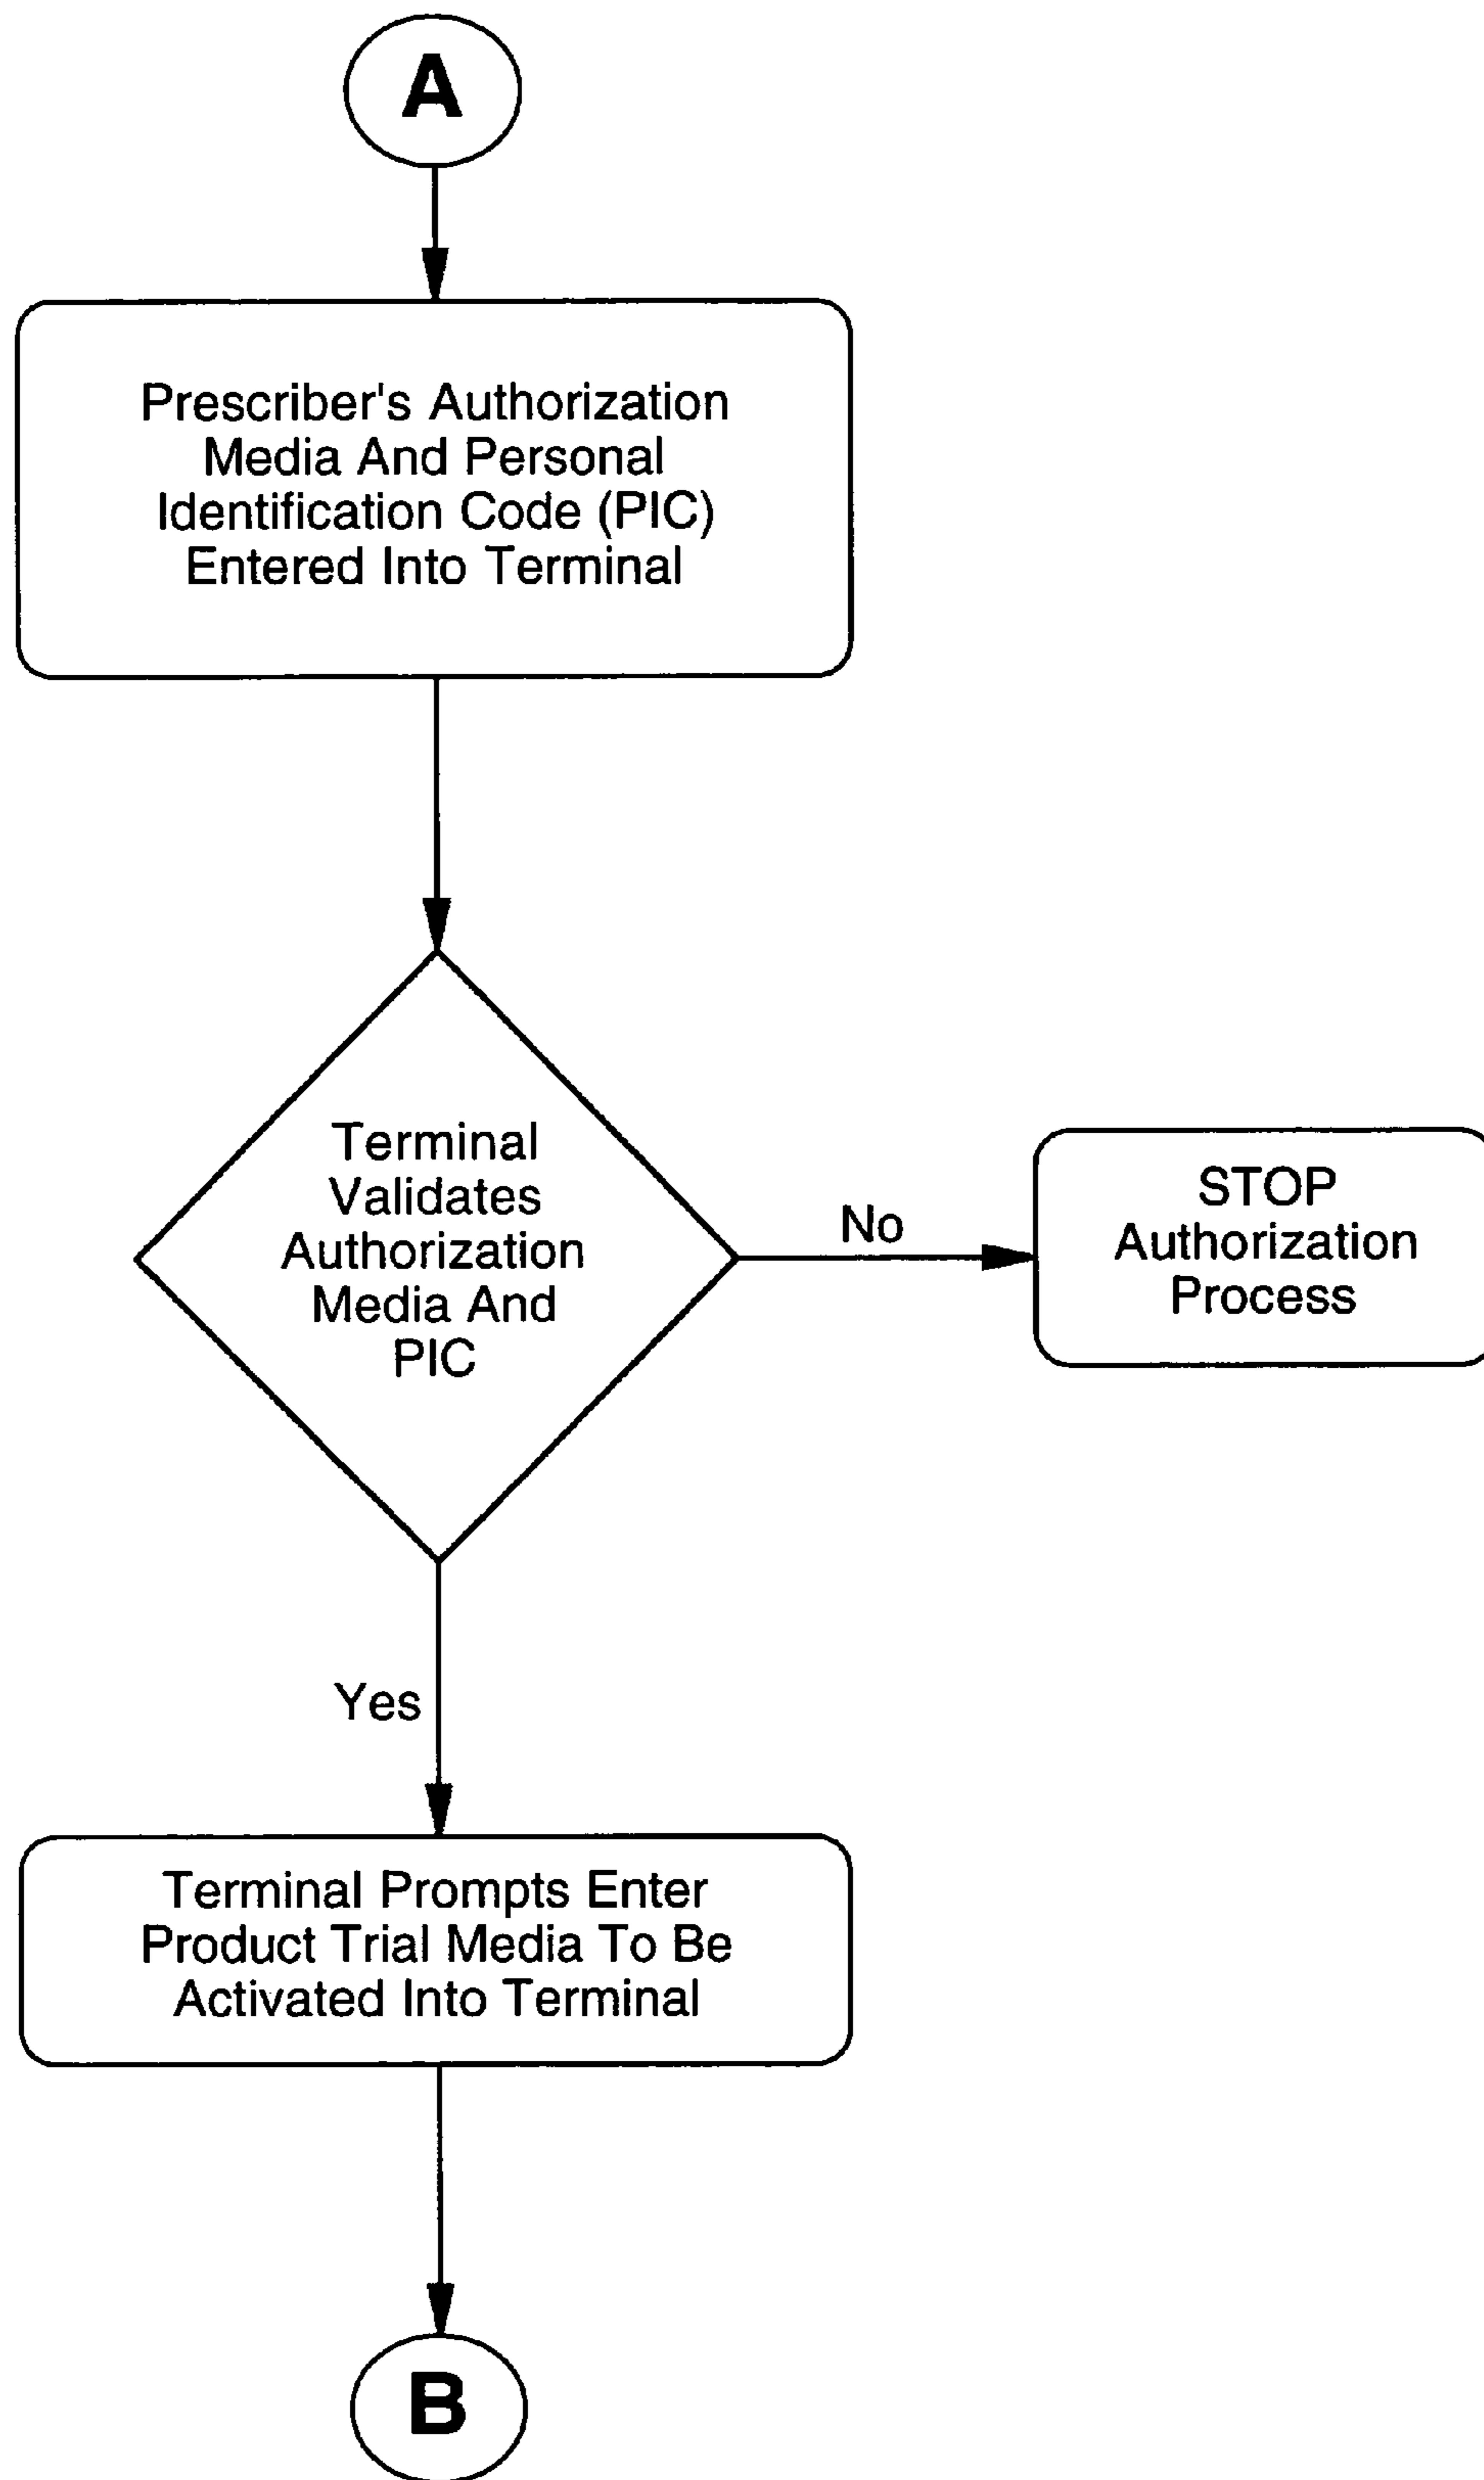 A
Prescriber's Authorization
Media And Personal
Identification Code (PIC)
Entered Into Terminal
Terminal
Validates
Authorization
Media And
PIC
No
STOP
Authorization
Process
Yes
Terminal Prompts Enter
Product Trial Media To Be
Activated Into Terminal
B